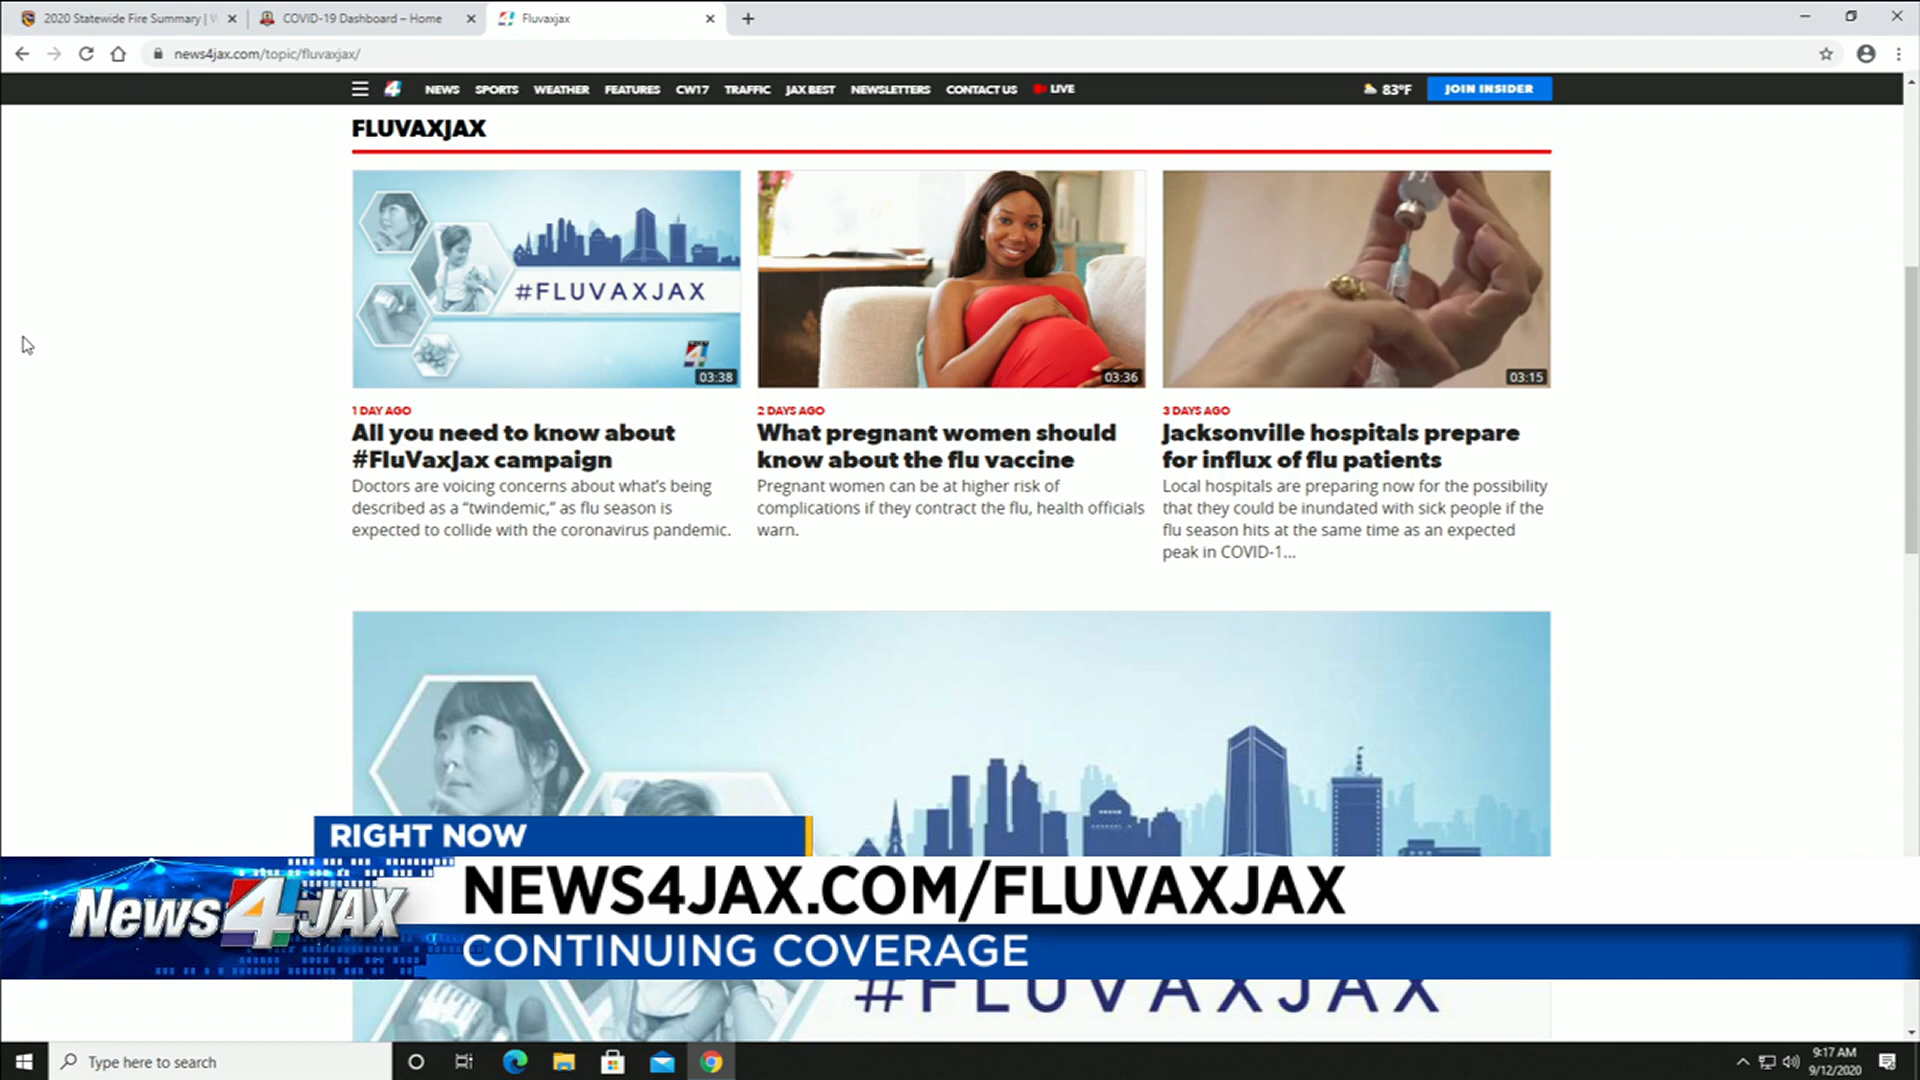 2020 Statewide Fire Summary |
COVID-19 Dashboard – Home
Fluvaxjax
news4jax.com/topic/fluvaxjax/
4 NEWS SPORTS WEATHER FEATURES CW17 TRAFFIC JAX BEST NEWSLETTERS CONTACT US LIVE 83°F JOIN INSIDER
FLUVAXJAX
#FLUVAXJAX
4
03:38
03:36
03:15
1 DAY AGO
All you need to know about
#FluVaxJax campaign
Doctors are voicing concerns about what's being
described as a “twindemic,” as flu season is
expected to collide with the coronavirus pandemic.
2 DAYS AGO
What pregnant women should
know about the flu vaccine
Pregnant women can be at higher risk of
complications if they contract the flu, health officials
warn.
3 DAYS AGO
Jacksonville hospitals prepare
for influx of flu patients
Local hospitals are preparing now for the possibility
that they could be inundated with sick people if the
flu season hits at the same time as an expected
peak in COVID-1...
RIGHT NOW
News4JAX
NEWS4JAX.COM/FLUVAXJAX
CONTINUING COVERAGE
#FLUVAXJAX
Type here to search
9:17 AM
9/12/2020